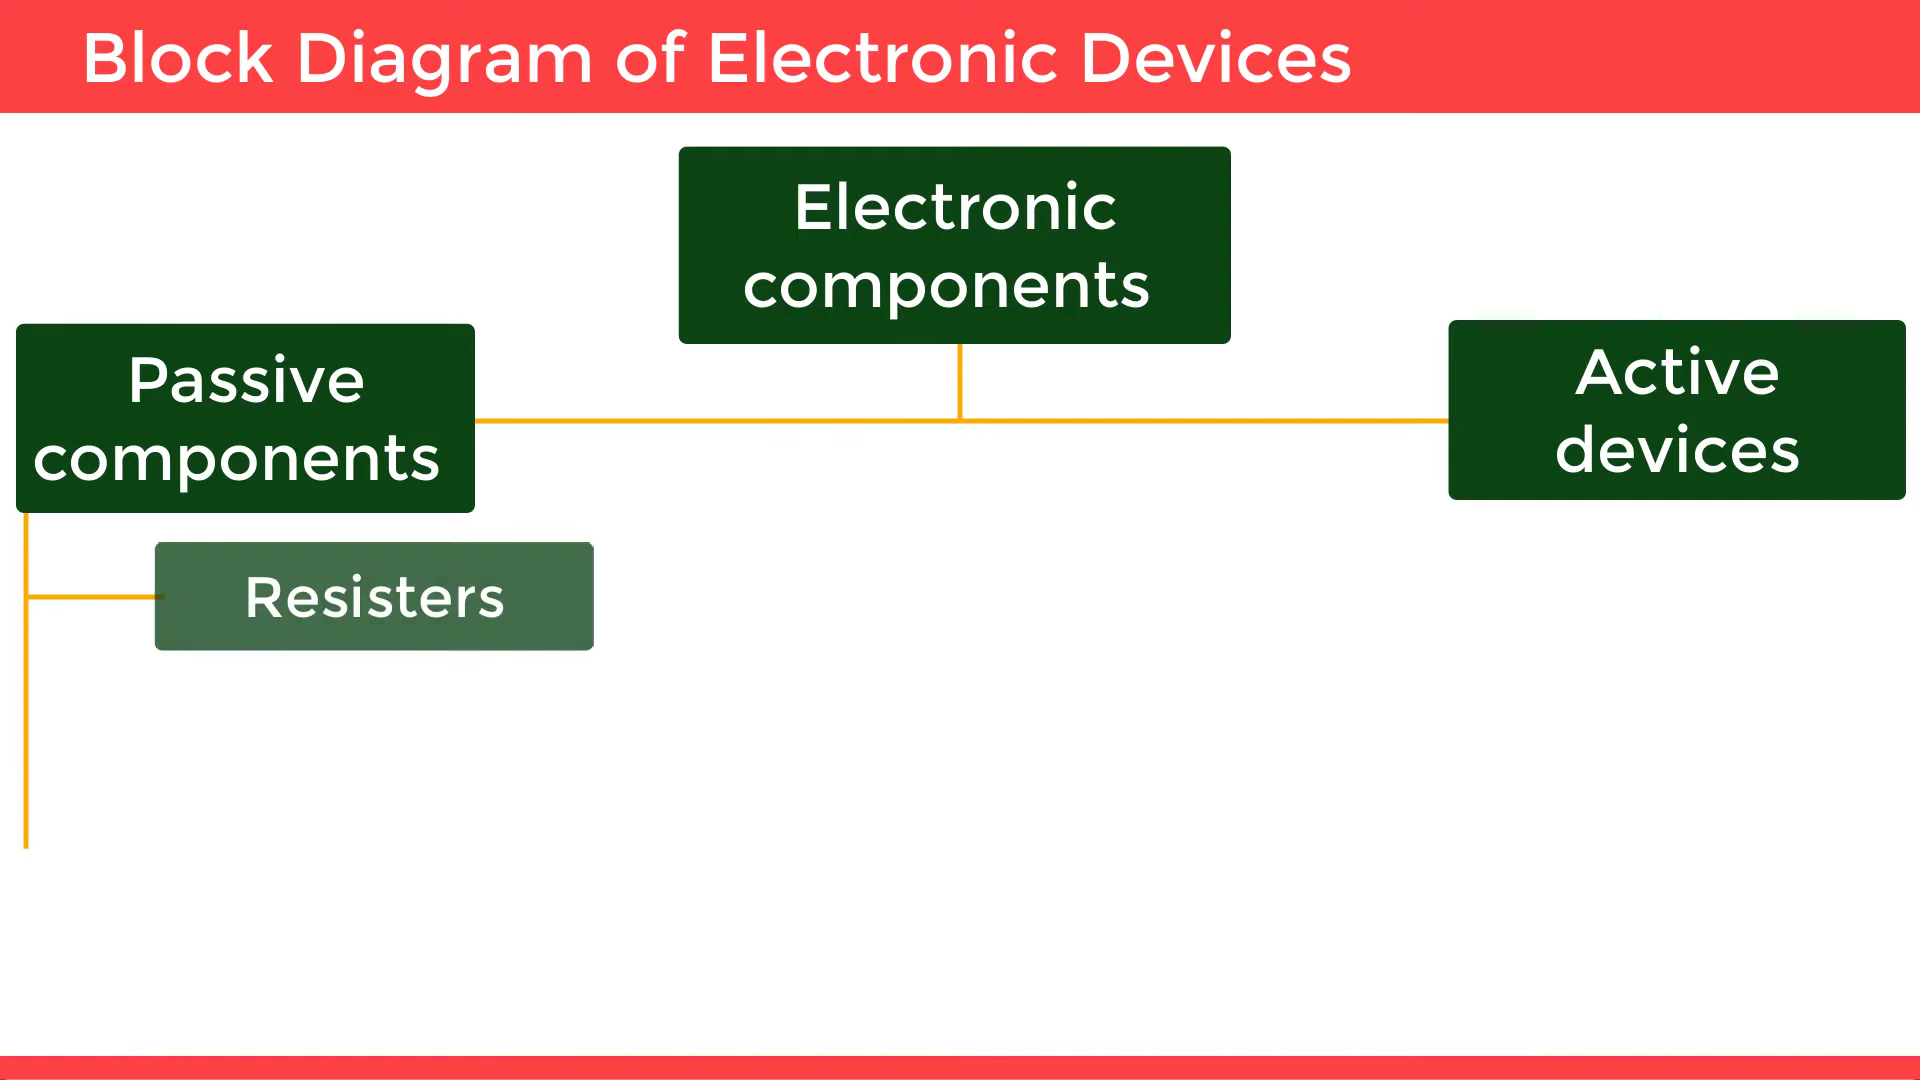 Block Diagram of Electronic Devices
Electronic
components
Passive
components
Active
devices
Resisters